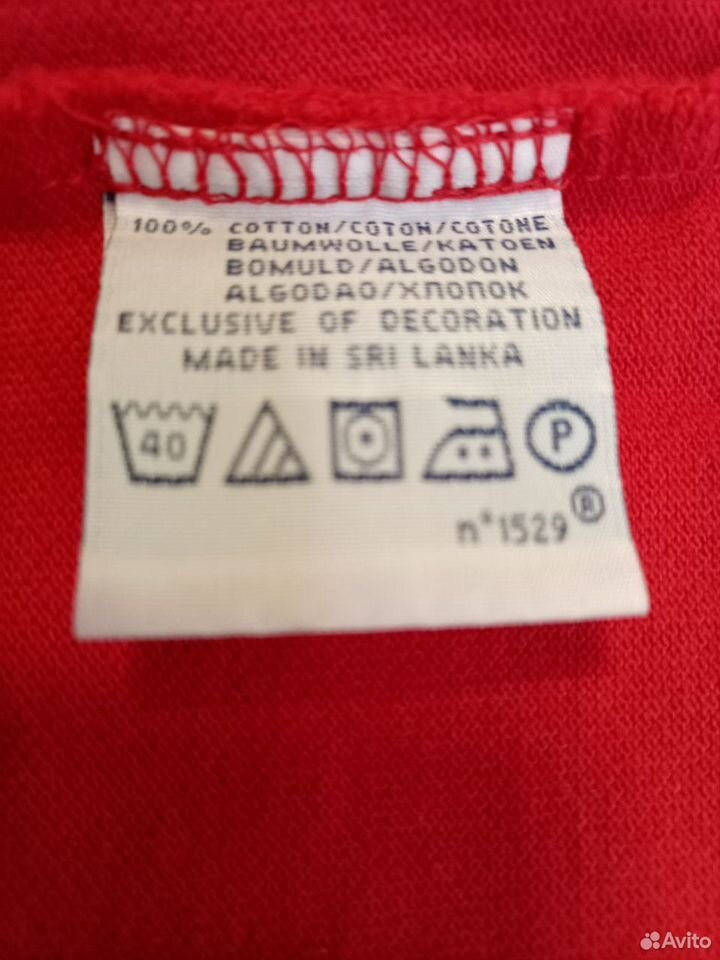 100% COTTON/COTON/COTONE
BAUMWOLLE/KATOEN
BOMULD/ALGODON
ALGODAO/ХЛОПОК
EXCLUSIVE OF DECORATION
MADE IN SRI LANKA
40
P
n°1529®
Avito